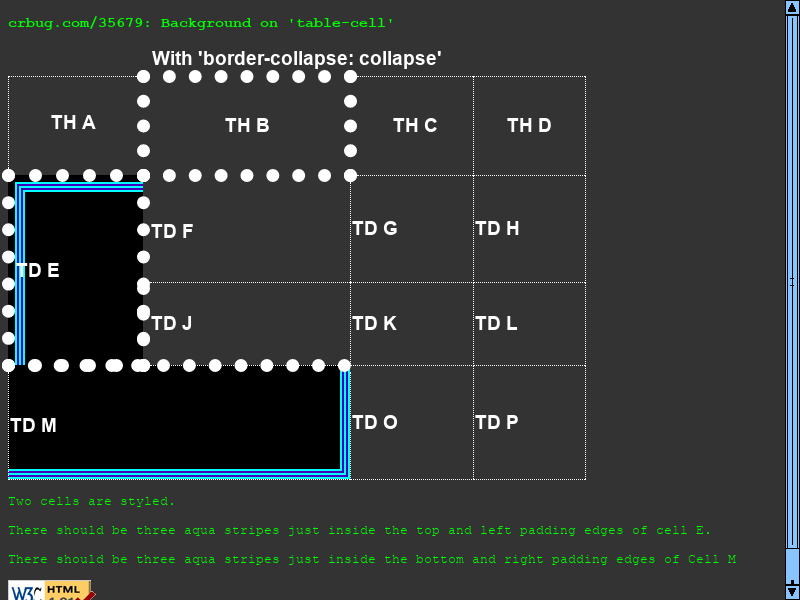 crbug.com/35679: Background on 'table-cell'
With 'border-collapse: collapse'
TH A TH B TH C TH D
TD E TD F TD G TD H
TD J TD K TD L
TD M TD O TD P
Two cells are styled.
There should be three aqua stripes just inside the top and left padding edges of cell E.
There should be three aqua stripes just inside the bottom and right padding edges of Cell M
W3C HTML